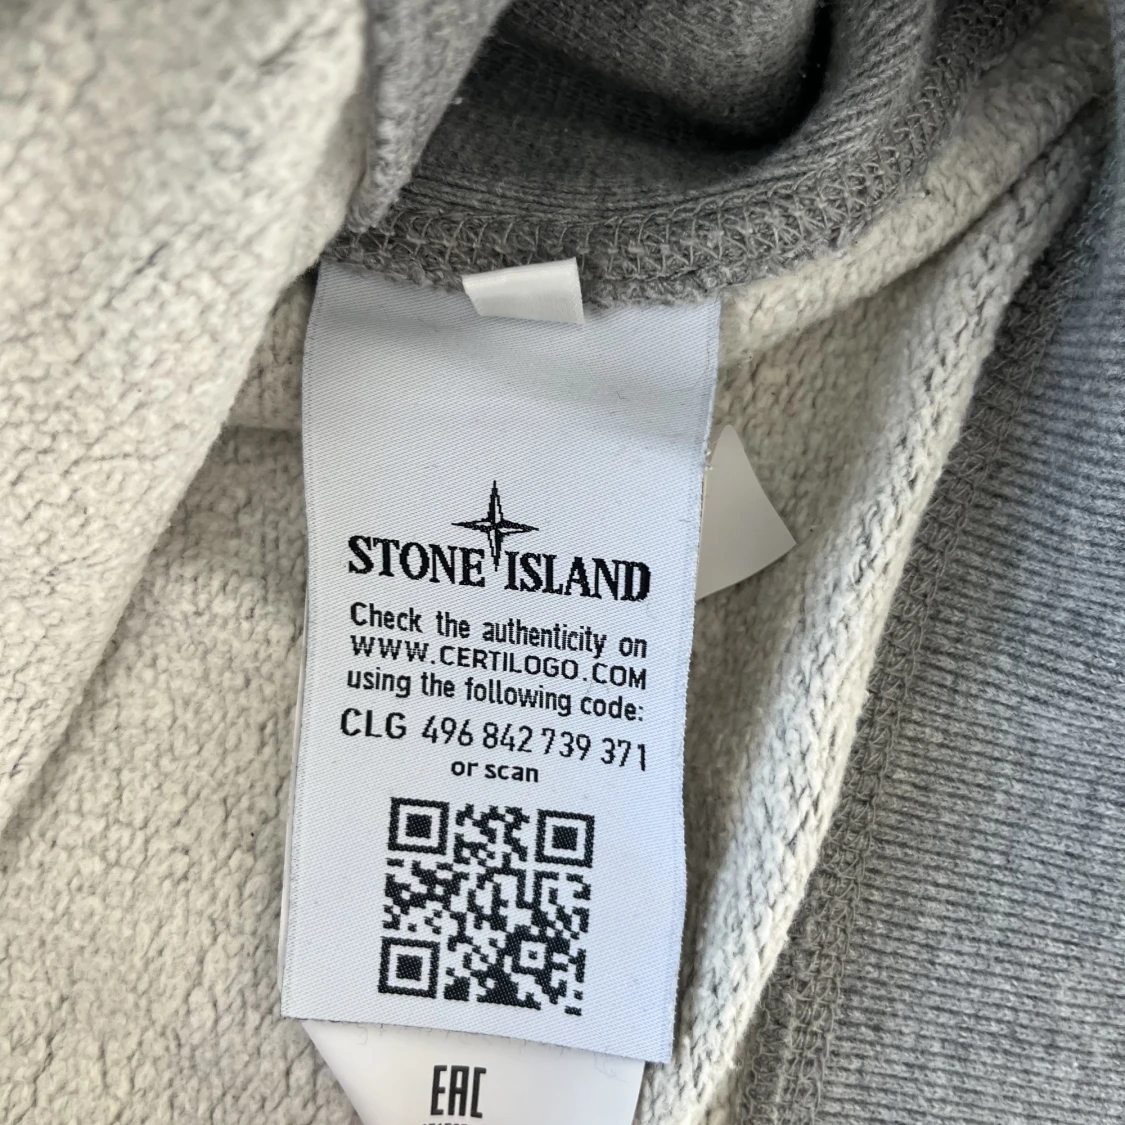 STONE ISLAND
Check the authenticity on
WWW.CERTILOGO.COM
using the following code:
CLG 496 842 739 371
or scan
EAC